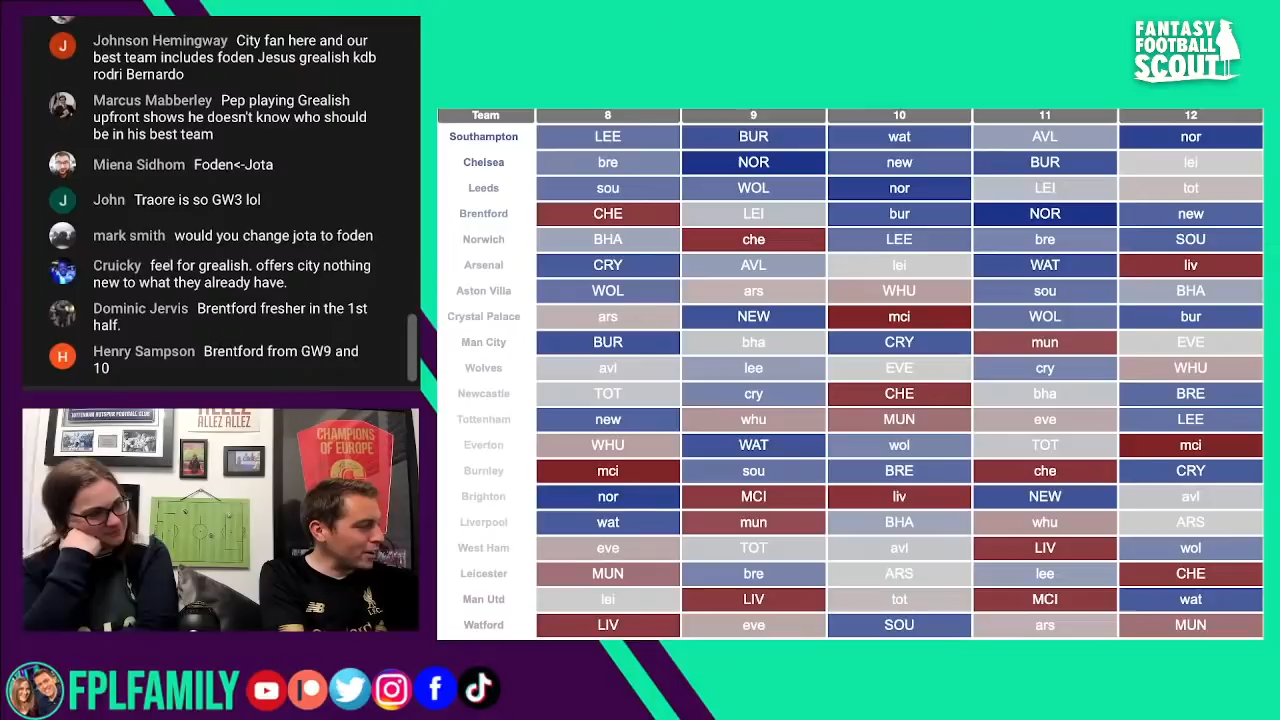 Johnson Hemingway City fan here and our
best team includes foden Jesus grealish kdb
rodri Bernardo
Marcus Mabberley Pep playing Grealish
upfront shows he doesn't know who should
be in his best team
Miena Sidhom Foden<-Jota
John Traore is so GW3 lol
mark smith would you change jota to foden
Cruicky feel for grealish. offers city nothing
new to what they already have.
Dominic Jervis Brentford fresher in the 1st
half.
Henry Sampson Brentford from GW9 and
10
FANTASY
FOOTBALL
SCOUT
Team 8 9 10 11 12
Southampton LEE BUR wat AVL nor
Chelsea bre NOR new BUR lei
Leeds sou WOL nor LEI tot
Brentford CHE LEI bur NOR new
Norwich BHA che LEE bre SOU
Arsenal CRY AVL lei WAT liv
Aston Villa WOL ars WHU sou BHA
Crystal Palace ars NEW mci WOL bur
Man City BUR bha CRY mun EVE
Wolves avl lee EVE cry WHU
Newcastle TOT cry CHE bha BRE
Tottenham new whu MUN eve LEE
Everton WHU WAT wol TOT mci
Burnley mci sou BRE che CRY
Brighton nor MCI liv NEW avl
Liverpool wat mun BHA whu ARS
West Ham eve TOT avl LIV wol
Leicester MUN bre ARS lee CHE
Man Utd lei LIV tot MCI wat
Watford LIV eve SOU ars MUN
TOTTENHAM HOTSPUR FOOTBALL CLUB
ALLEZ ALLEZ
CHAMPIONS
OF EUROPE
FPLFAMILY